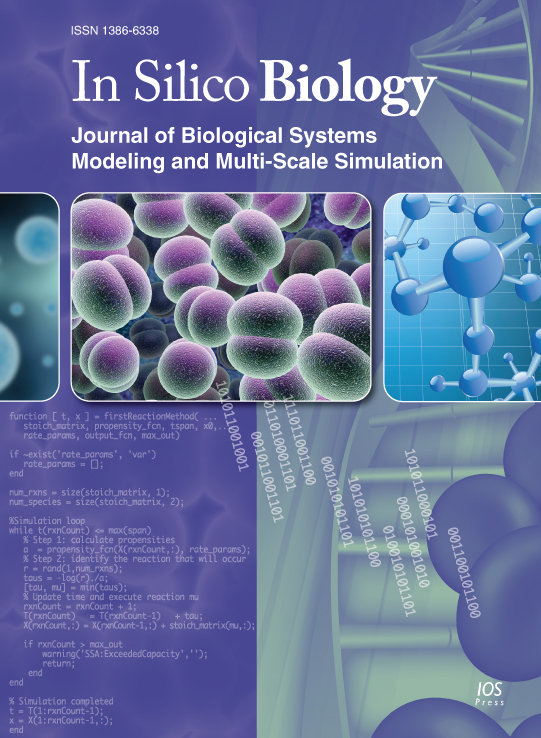 ISSN 1386-6338
In Silico Biology
Journal of Biological Systems
Modeling and Multi-Scale Simulation
function [ t, x ] = firstReactionMethod( ...
stoich_matrix, propensity_fcn, tspan, x0,..
rate_params, output_fcn, max_out)
if ~exist('rate_params', 'var')
rate_params = [];
end
num_rxns = size(stoich_matrix, 1);
num_species = size(stoich_matrix, 2);
%Simulation loop
while t(rxnCount) <= max(span)
% Step 1: calculate propensities
a = propensity_fcn(X(rxnCount,:), rate_params);
% Step 2: identify the reaction that will occur
r = rand(1,num_rxns);
taus = -log(r)./a;
[tau, mu] = min(taus);
% Update time and execute reaction mu
rxnCount = rxnCount + 1;
T(rxnCount) = T(rxnCount-1) + tau;
X(rxnCount,:) = X(rxnCount-1,:) + stoich_matrix(mu,:);
if rxnCount > max_out
warning('SSA:ExceededCapacity','');
return;
end
end
% Simulation completed
t = T(1:rxnCount-1);
x = X(1:rxnCount-1,:);
end
IOS
Press